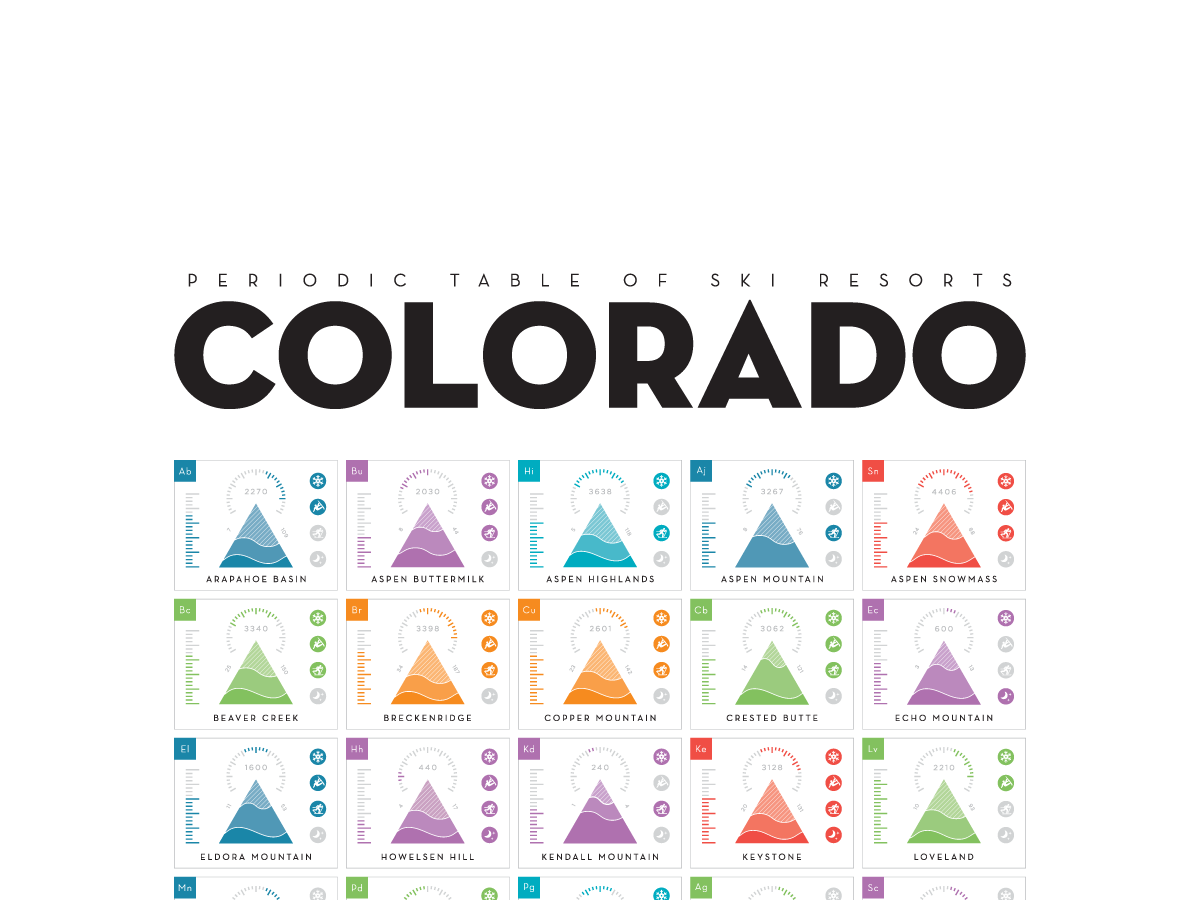 PERIODIC TABLE OF SKI RESORTS
COLORADO
Ab Bu Hi Aj Sn
2270 2030 3638 3267 4406
ARAPAHOE BASIN ASPEN BUTTERMILK ASPEN HIGHLANDS ASPEN MOUNTAIN ASPEN SNOWMASS
Bc Br Cu Cb Ec
3340 3398 2601 3062 600
BEAVER CREEK BRECKENRIDGE COPPER MOUNTAIN CRESTED BUTTE ECHO MOUNTAIN
El Hh Kd Ke Lv
1600 440 240 3128 2210
ELDORA MOUNTAIN HOWELSEN HILL KENDALL MOUNTAIN KEYSTONE LOVELAND
Mn Pd Pg Ag Sc